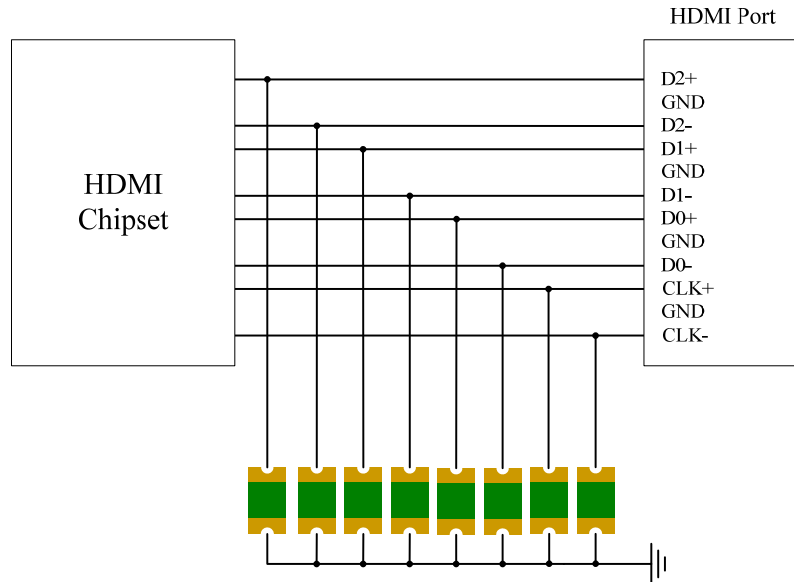 HDMI Port
HDMI
Chipset
D2+
GND
D2-
D1+
GND
D1-
D0+
GND
D0-
CLK+
GND
CLK-